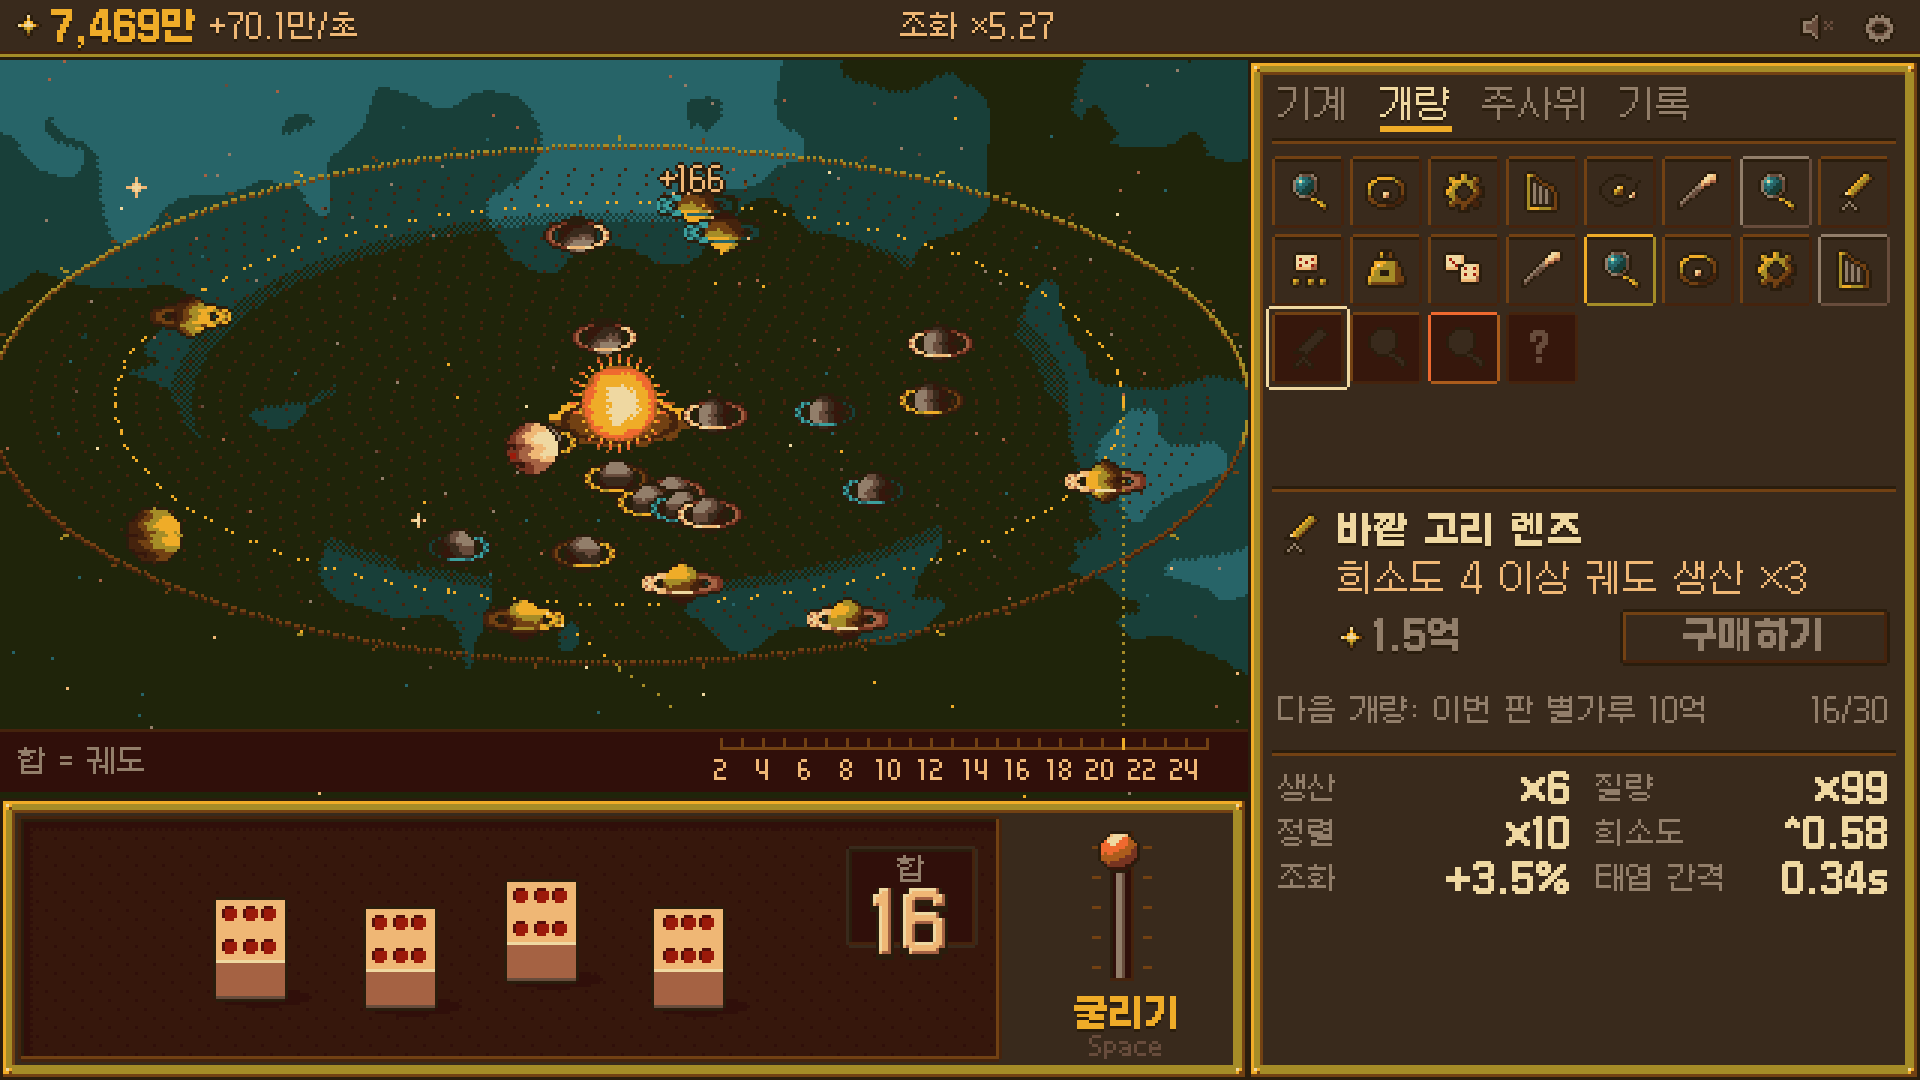 7,469만 +70.1만/초
조화 ×5.27
기계 개량 주사위 기록
+166
?
바깥 고리 렌즈
희소도 4 이상 궤도 생산 ×3
1.5억 구매하기
다음 개량: 이번 판 별가루 10억 16/30
합 = 궤도
2 4 6 8 10 12 14 16 18 20 22 24
생산 ×6 질량 ×99
정렬 ×10 희소도 ^0.58
조화 +3.5% 태엽 간격 0.34s
합
16
굴리기
Space